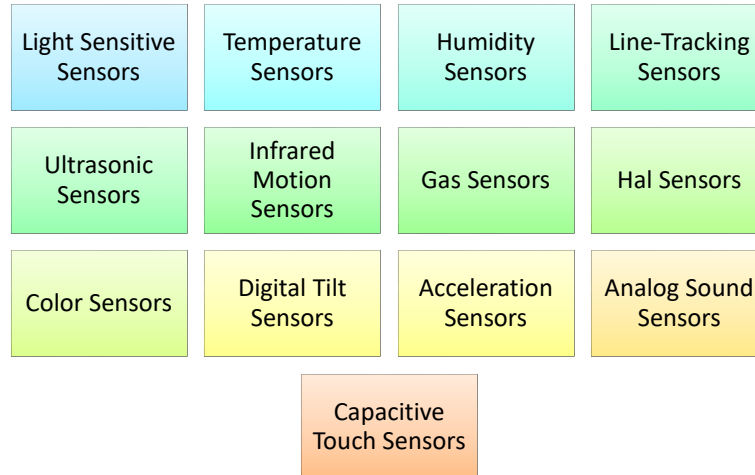 Light Sensitive
Sensors
Temperature
Sensors
Humidity
Sensors
Line-Tracking
Sensors
Ultrasonic
Sensors
Infrared
Motion
Sensors
Gas Sensors
Hal Sensors
Color Sensors
Digital Tilt
Sensors
Acceleration
Sensors
Analog Sound
Sensors
Capacitive
Touch Sensors